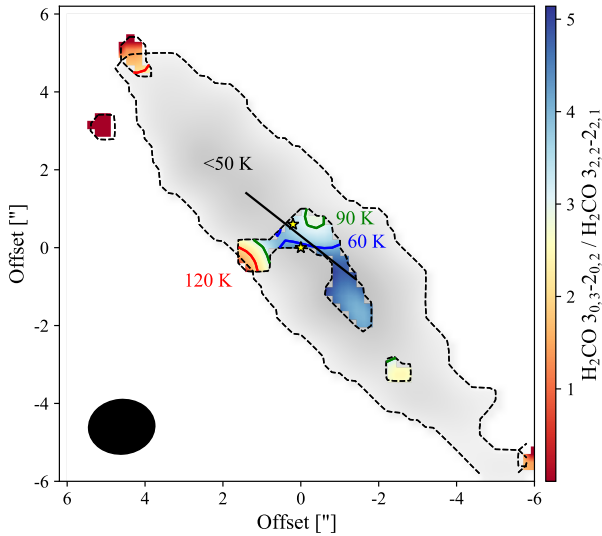 6
4
2
0
-2
-4
-6
Offset ["]
6
4
2
0
-2
-4
-6
Offset ["]
<50 K
90 K
60 K
120 K
5
4
3
2
1
H₂CO 3₀,₃-2₀,₂ / H₂CO 3₂,₂-2₂,₁